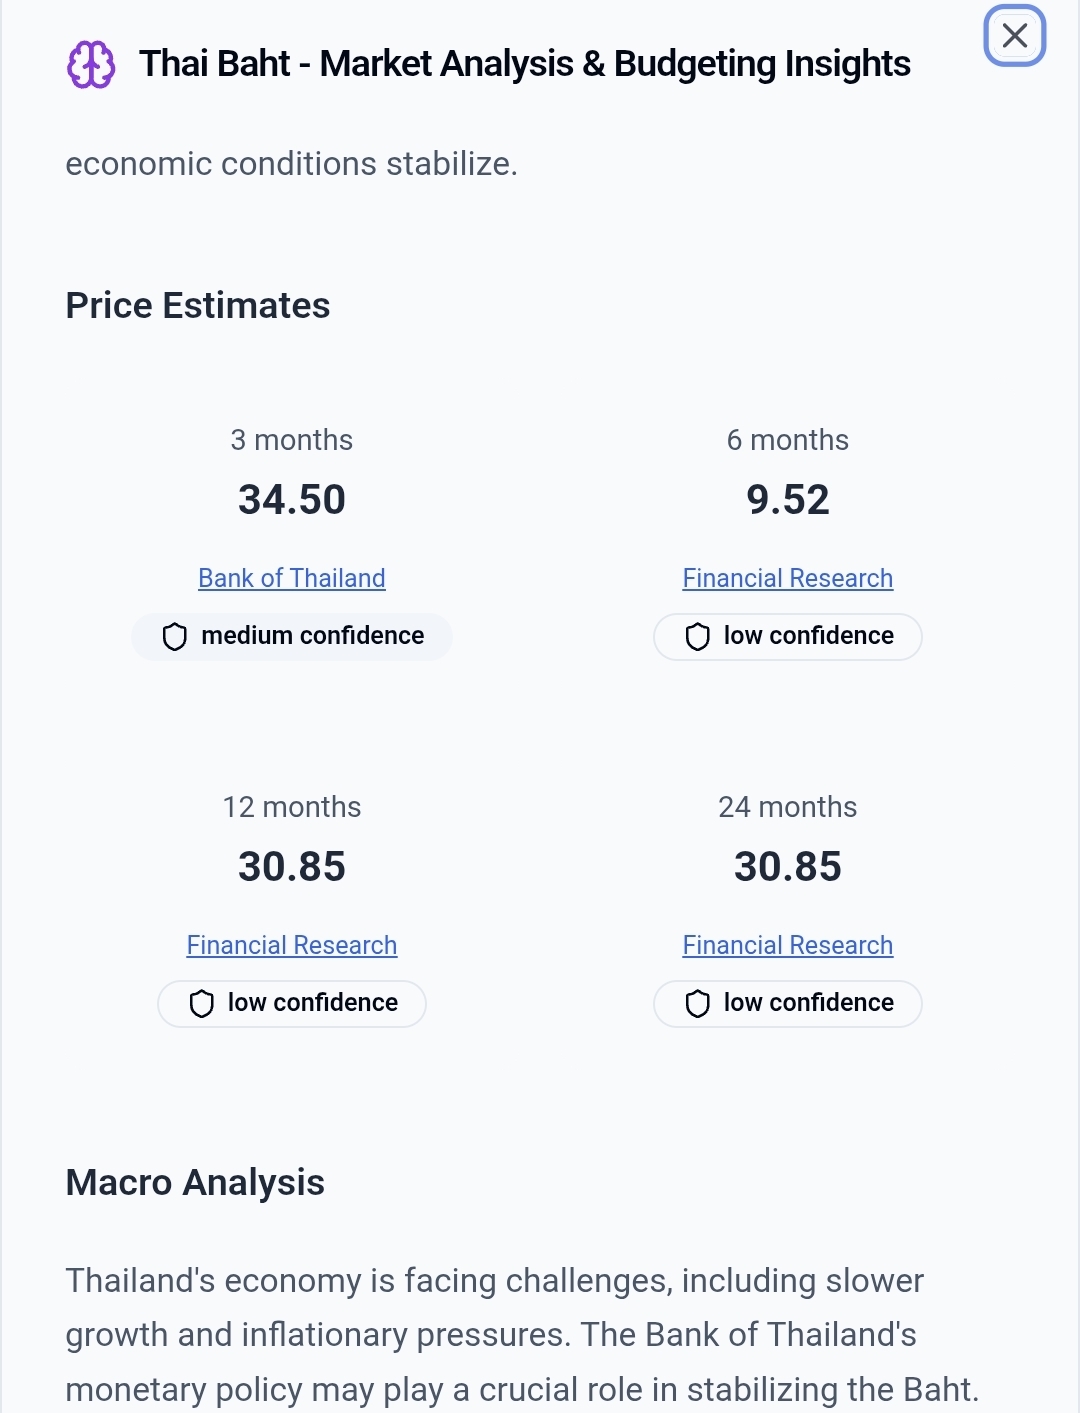 Thai Baht - Market Analysis & Budgeting Insights
economic conditions stabilize.
Price Estimates
3 months
34.50
Bank of Thailand
medium confidence
6 months
9.52
Financial Research
low confidence
12 months
30.85
Financial Research
low confidence
24 months
30.85
Financial Research
low confidence
Macro Analysis
Thailand's economy is facing challenges, including slower
growth and inflationary pressures. The Bank of Thailand's
monetary policy may play a crucial role in stabilizing the Baht.